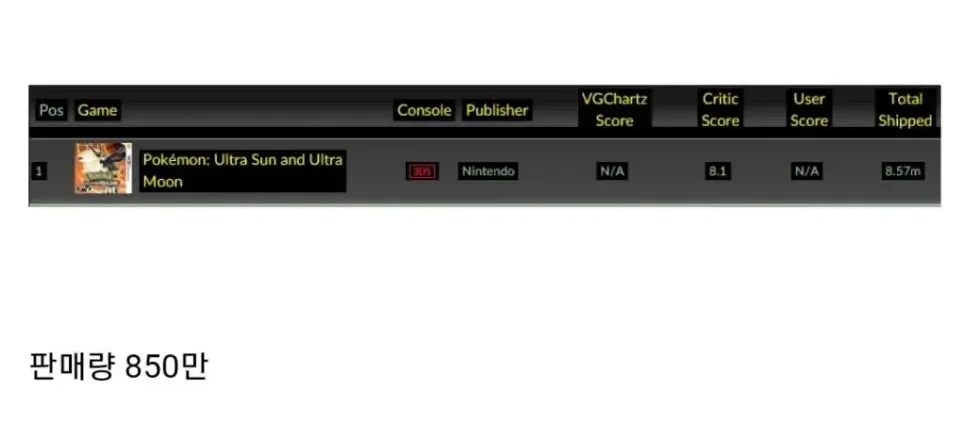 Pos Game Console Publisher VGChartz Score Critic Score User Score Total Shipped
1 Pokémon: Ultra Sun and Ultra Moon 3DS Nintendo N/A 8.1 N/A 8.57m
판매량 850만